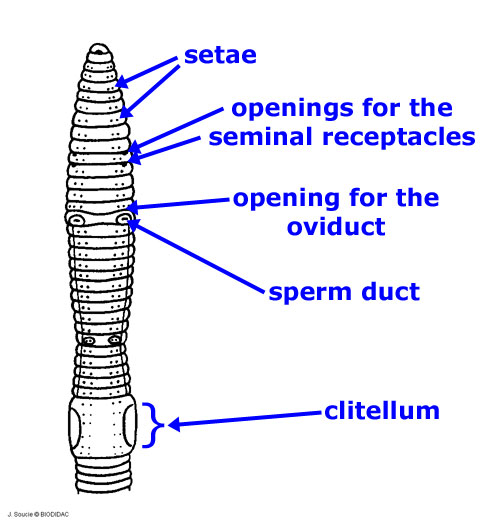 setae
openings for the
seminal receptacles
opening for the
oviduct
sperm duct
clitellum
J. Soucie © BIODIDAC